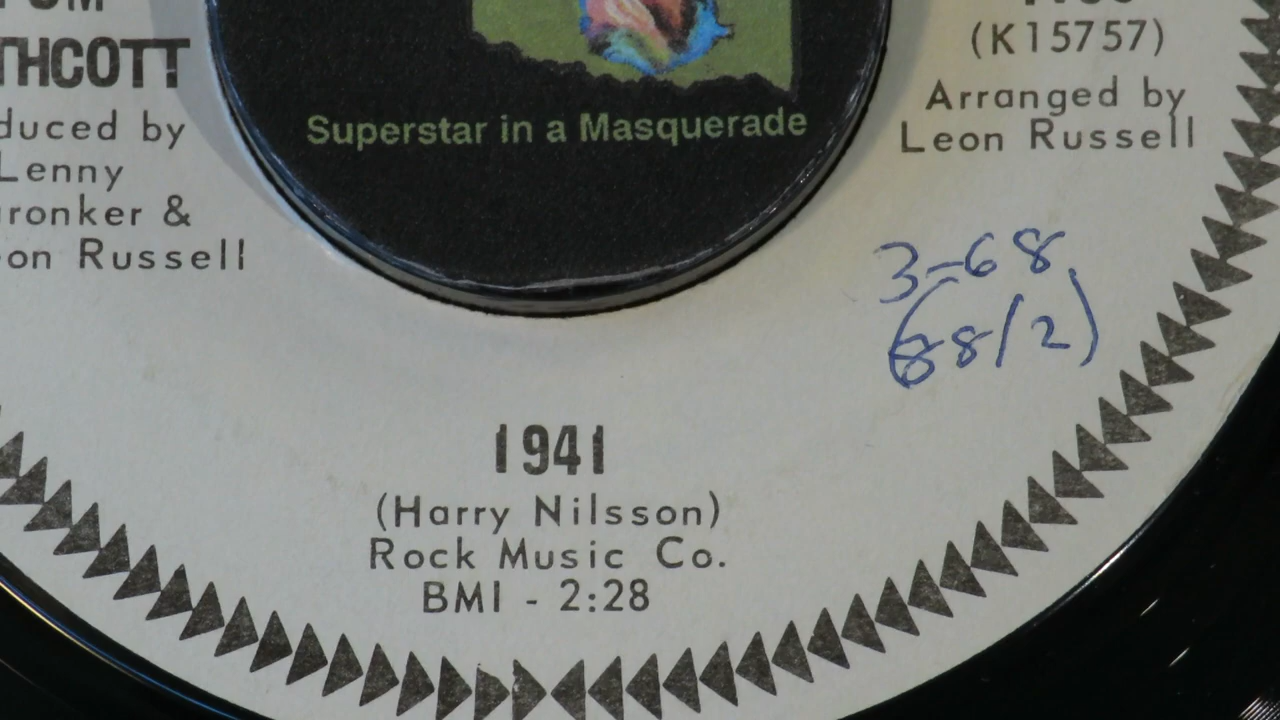 THCOTT
duced by
Lenny
ronker &
on Russell
Superstar in a Masquerade
(K15757)
Arranged by
Leon Russell
3-68
(88/2)
1941
(Harry Nilsson)
Rock Music Co.
BMI - 2:28